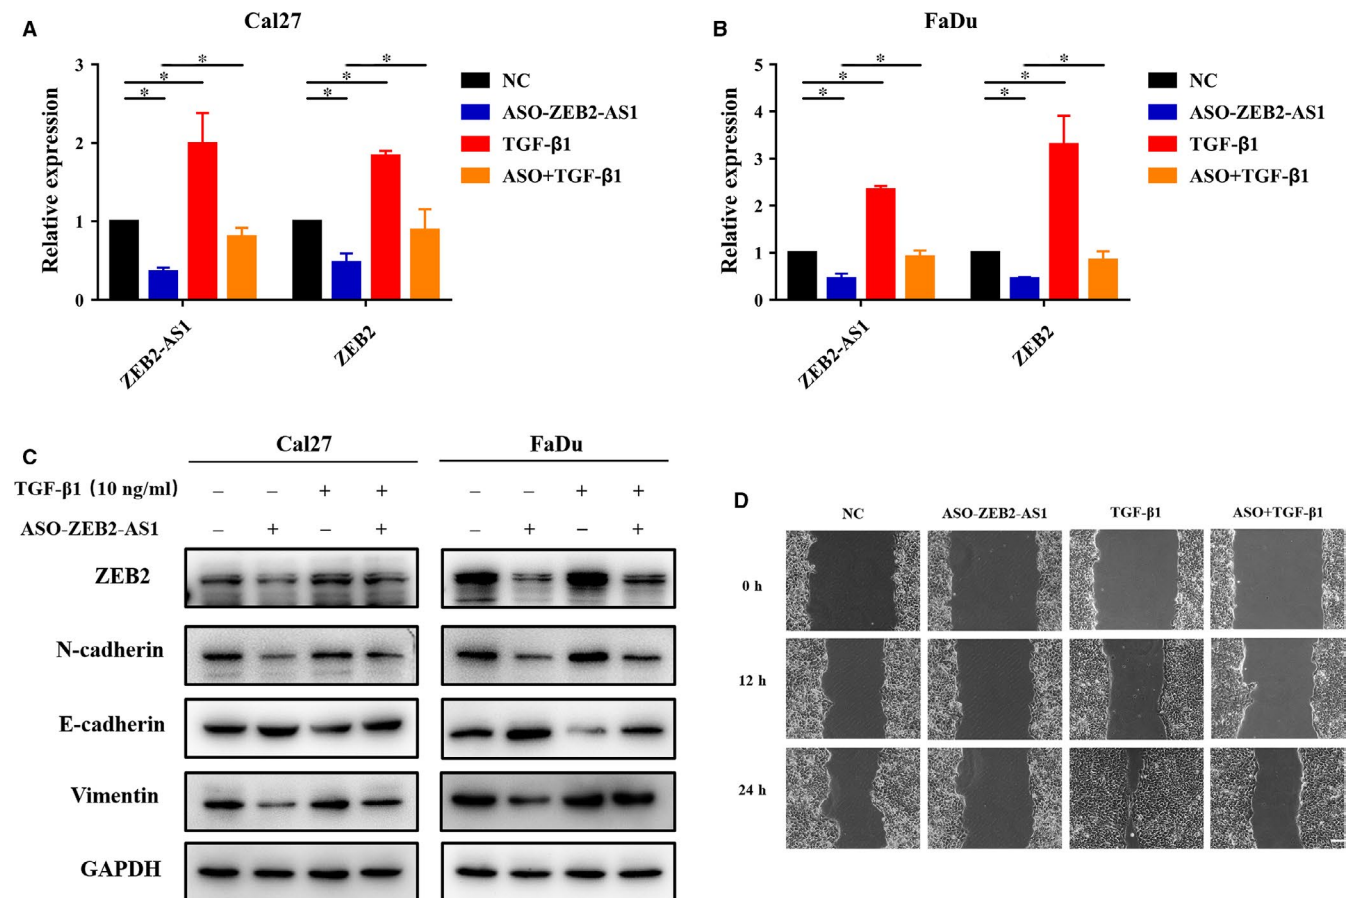 A
Cal27
Relative expression
3
2
1
0
*
*
*
*
*
*
ZEB2-AS1
ZEB2
NC
ASO-ZEB2-AS1
TGF-β1
ASO+TGF-β1
B
FaDu
Relative expression
5
4
3
2
1
0
*
*
*
*
*
*
ZEB2-AS1
ZEB2
NC
ASO-ZEB2-AS1
TGF-β1
ASO+TGF-β1
C
Cal27 FaDu
TGF-β1 (10 ng/ml) – – + + – – + +
ASO-ZEB2-AS1 – + – + – + – +
ZEB2
N-cadherin
E-cadherin
Vimentin
GAPDH
D
NC ASO-ZEB2-AS1 TGF-β1 ASO+TGF-β1
0 h
12 h
24 h